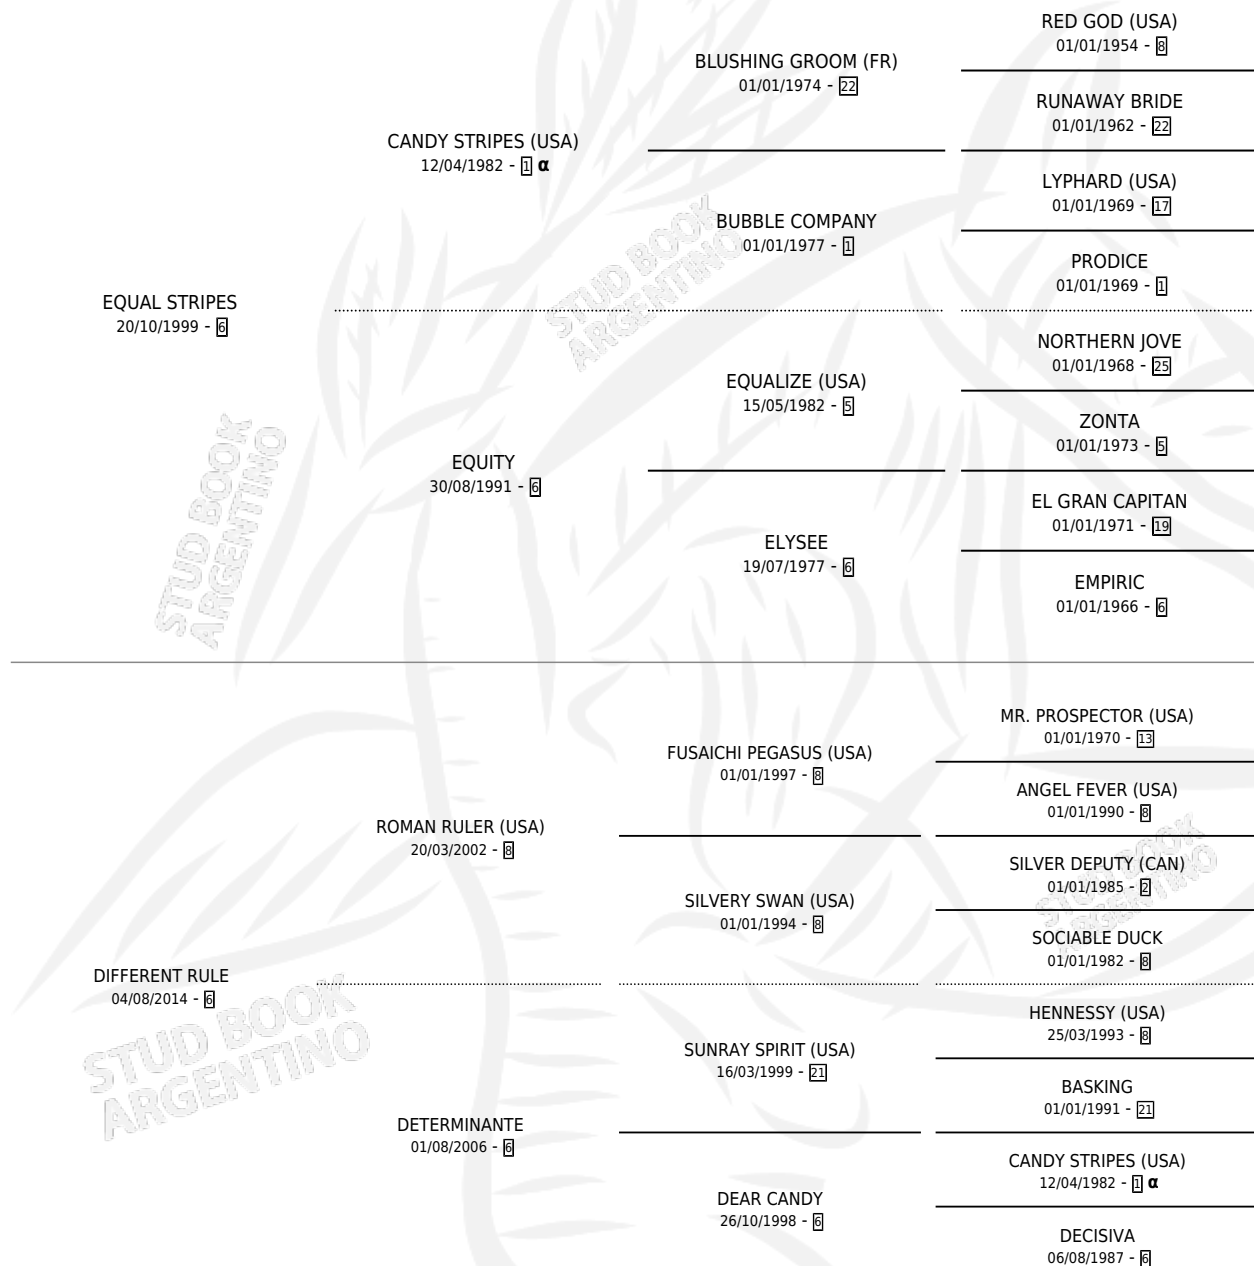 RED GOD (USA)
01/01/1954 - 8
BLUSHING GROOM (FR)
01/01/1974 - 22
RUNAWAY BRIDE
01/01/1962 - 22
CANDY STRIPES (USA)
12/04/1982 - 1 α
LYPHARD (USA)
01/01/1969 - 17
BUBBLE COMPANY
01/01/1977 - 1
PRODICE
01/01/1969 - 1
EQUAL STRIPES
20/10/1999 - 6
NORTHERN JOVE
01/01/1968 - 25
EQUALIZE (USA)
15/05/1982 - 5
ZONTA
01/01/1973 - 5
EQUITY
30/08/1991 - 6
EL GRAN CAPITAN
01/01/1971 - 19
ELYSEE
19/07/1977 - 6
EMPIRIC
01/01/1966 - 6
MR. PROSPECTOR (USA)
01/01/1970 - 13
FUSAICHI PEGASUS (USA)
01/01/1997 - 8
ANGEL FEVER (USA)
01/01/1990 - 8
ROMAN RULER (USA)
20/03/2002 - 8
SILVER DEPUTY (CAN)
01/01/1985 - 2
SILVERY SWAN (USA)
01/01/1994 - 8
SOCIABLE DUCK
01/01/1982 - 8
DIFFERENT RULE
04/08/2014 - 6
HENNESSY (USA)
25/03/1993 - 8
SUNRAY SPIRIT (USA)
16/03/1999 - 21
BASKING
01/01/1991 - 21
DETERMINANTE
01/08/2006 - 6
CANDY STRIPES (USA)
12/04/1982 - 1 α
DEAR CANDY
26/10/1998 - 6
DECISIVA
06/08/1987 - 6
STUD BOOK
ARGENTINO
STUD BOOK
ARGENTINO
STUD BOOK
ARGENTINO
STUD BOOK
ARGENTINO